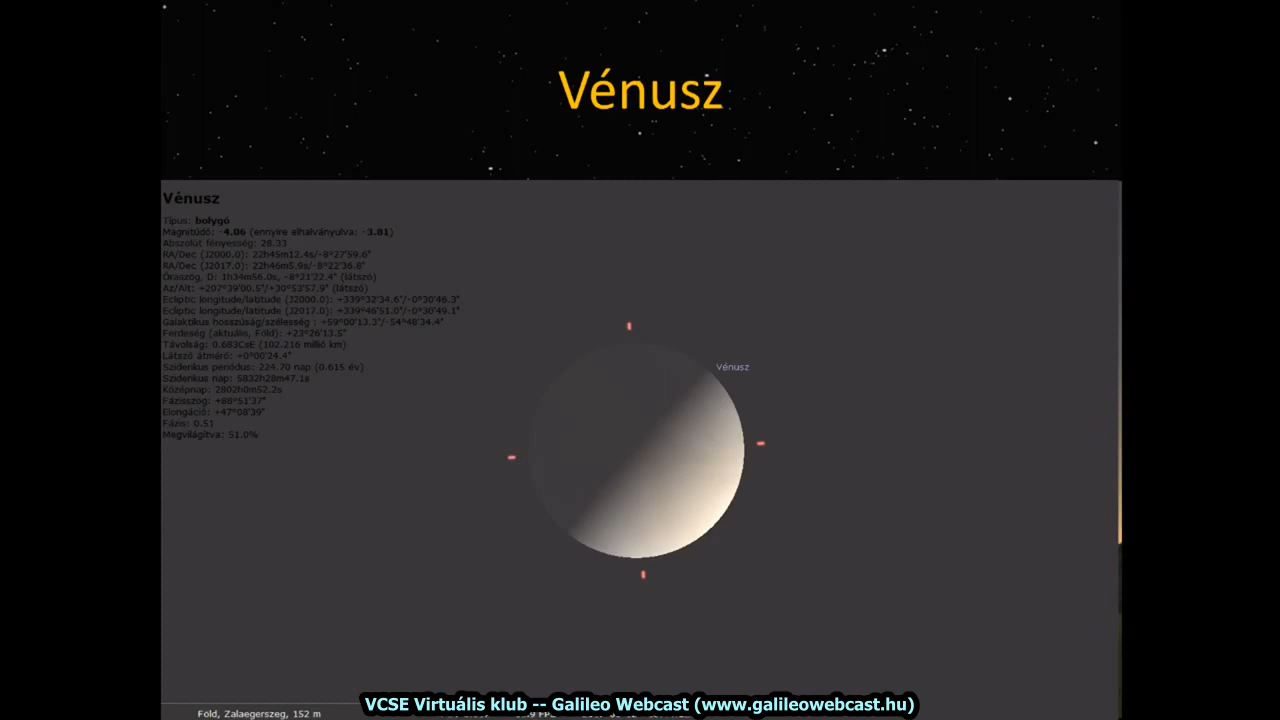 Vénusz
Vénusz
Típus: bolygó
Magnitúdó: -4.06 (ennyire elhalványulva: -3.81)
Abszolút fényesség: 28.33
RA/Dec (J2000.0): 22h45m12.4s/-8°27'59.6"
RA/Dec (J2017.0): 22h46m5.9s/-8°22'36.8"
Óraszög, D: 1h34m56.0s, -8°21'22.4" (látszó)
Az/Alt: +207°39'00.5"/+30°53'57.9" (látszó)
Ecliptic longitude/latitude (J2000.0): +339°32'34.6"/-0°30'46.3"
Ecliptic longitude/latitude (J2017.0): +339°46'51.0"/-0°30'49.1"
Galaktikus hosszúság/szélesség : +59°00'13.3"/-54°48'34.4"
Ferdeség (aktuális, Föld): +23°26'13.5"
Távolság: 0.683CsE (102.216 millió km)
Látszó átmérő: +0°00'24.4"
Sziderikus periódus: 224.70 nap (0.615 év)
Sziderikus nap: 5832h28m47.1s
Középnap: 2802h0m52.2s
Fázisszög: +88°51'37"
Elongáció: +47°08'39"
Fázis: 0.51
Megvilágítva: 51.0%
Vénusz
VCSE Virtuális klub -- Galileo Webcast (www.galileowebcast.hu)
Föld, Zalaegerszeg, 152 m